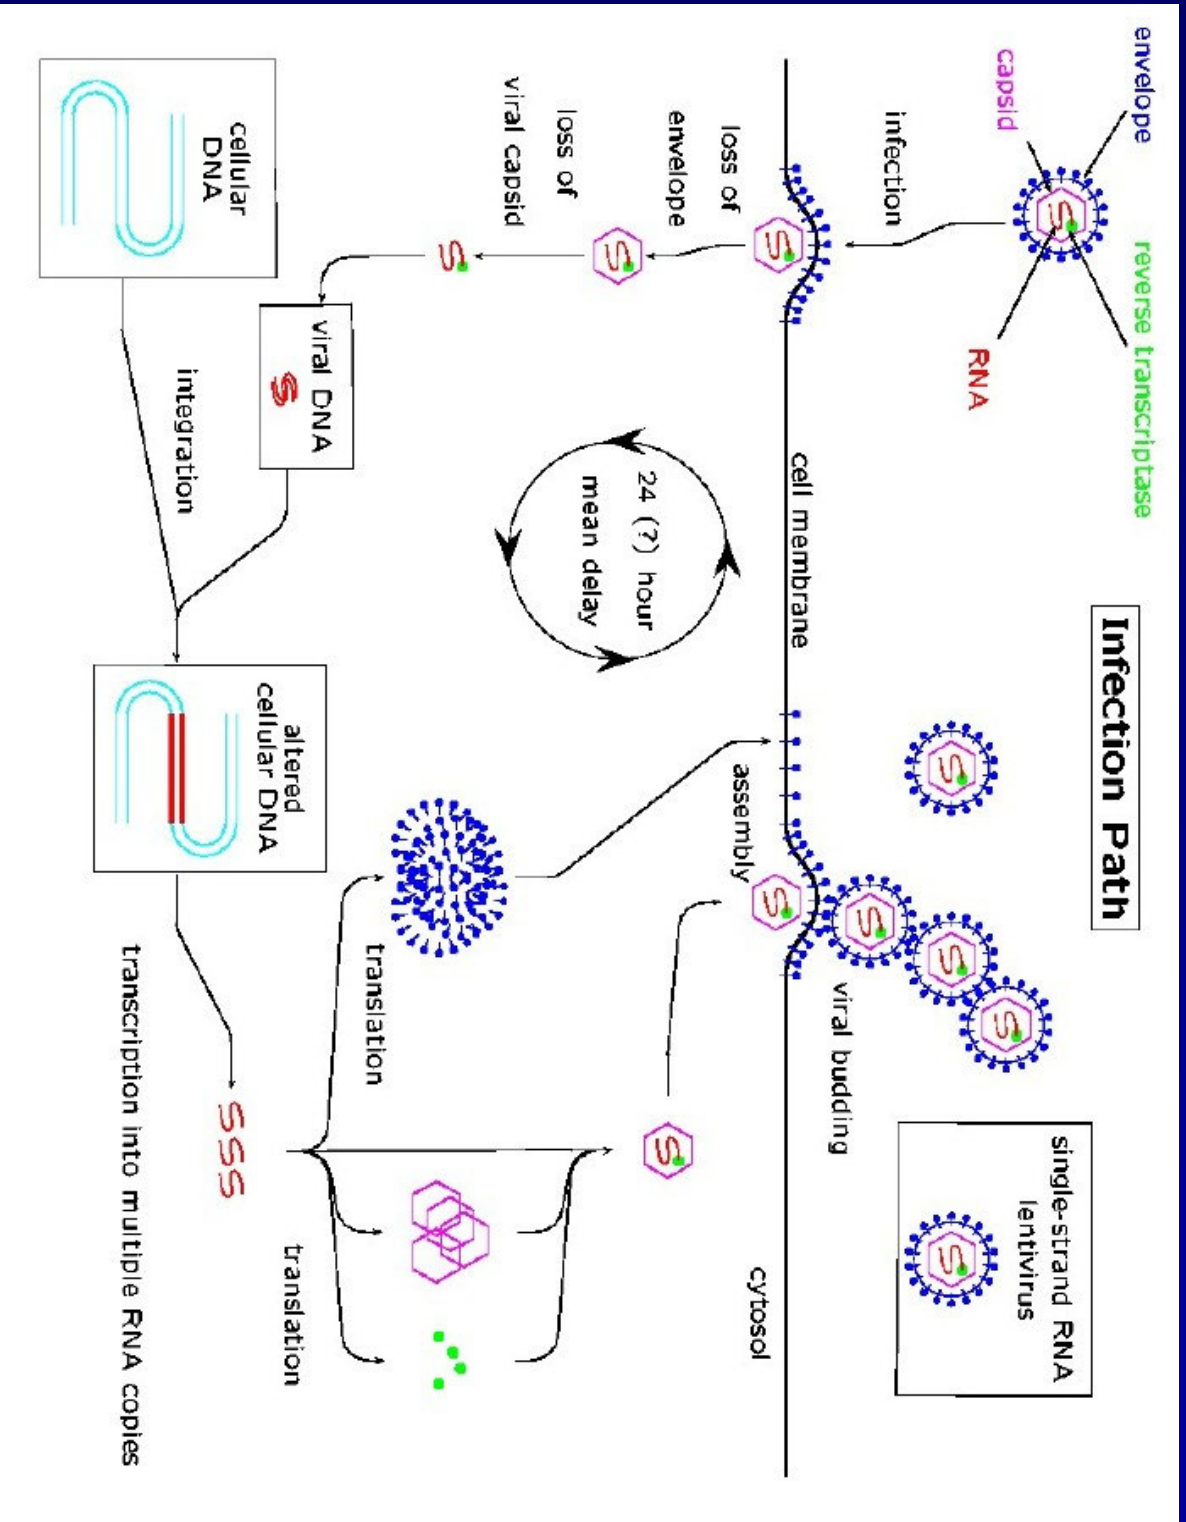 Infection Path
envelope
capsid
reverse transcriptase
RNA
infection
single-strand RNA
lentivirus
viral budding
cell membrane
cytosol
assembly
loss of
envelope
24 (?) hour
mean delay
loss of
viral capsid
viral DNA
translation
translation
altered
cellular DNA
cellular
DNA
integration
transcription into multiple RNA copies